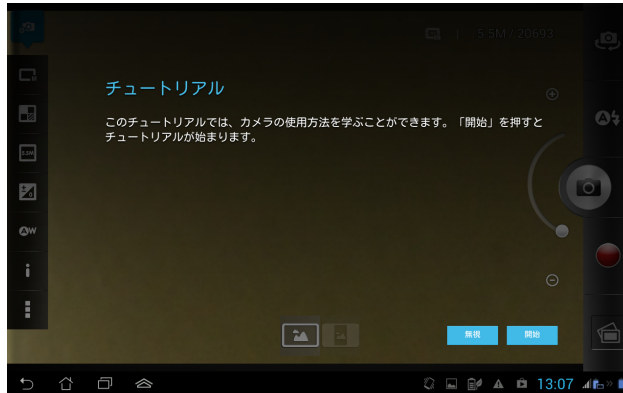 5.5M / 20693
チュートリアル
このチュートリアルでは、カメラの使用方法を学ぶことができます。「開始」を押すと
チュートリアルが始まります。
無視
開始
13:07